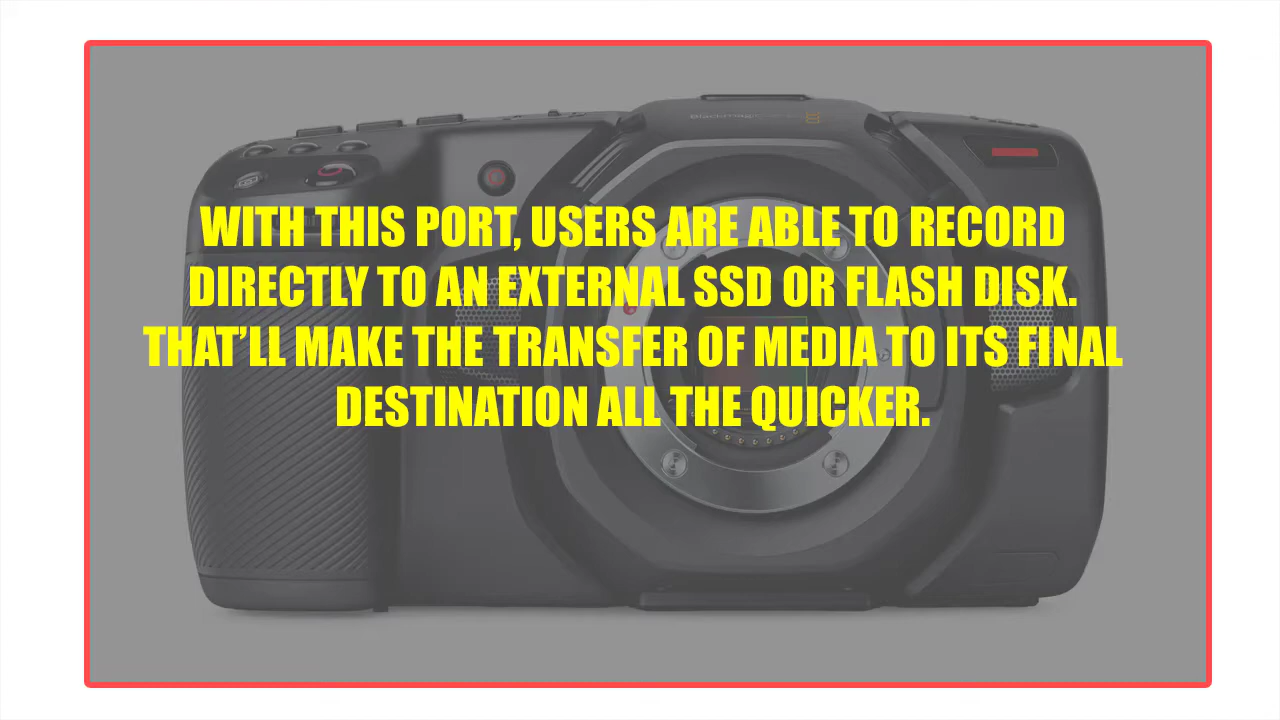 Blackmagic
WITH THIS PORT, USERS ARE ABLE TO RECORD
DIRECTLY TO AN EXTERNAL SSD OR FLASH DISK.
THAT’LL MAKE THE TRANSFER OF MEDIA TO ITS FINAL
DESTINATION ALL THE QUICKER.